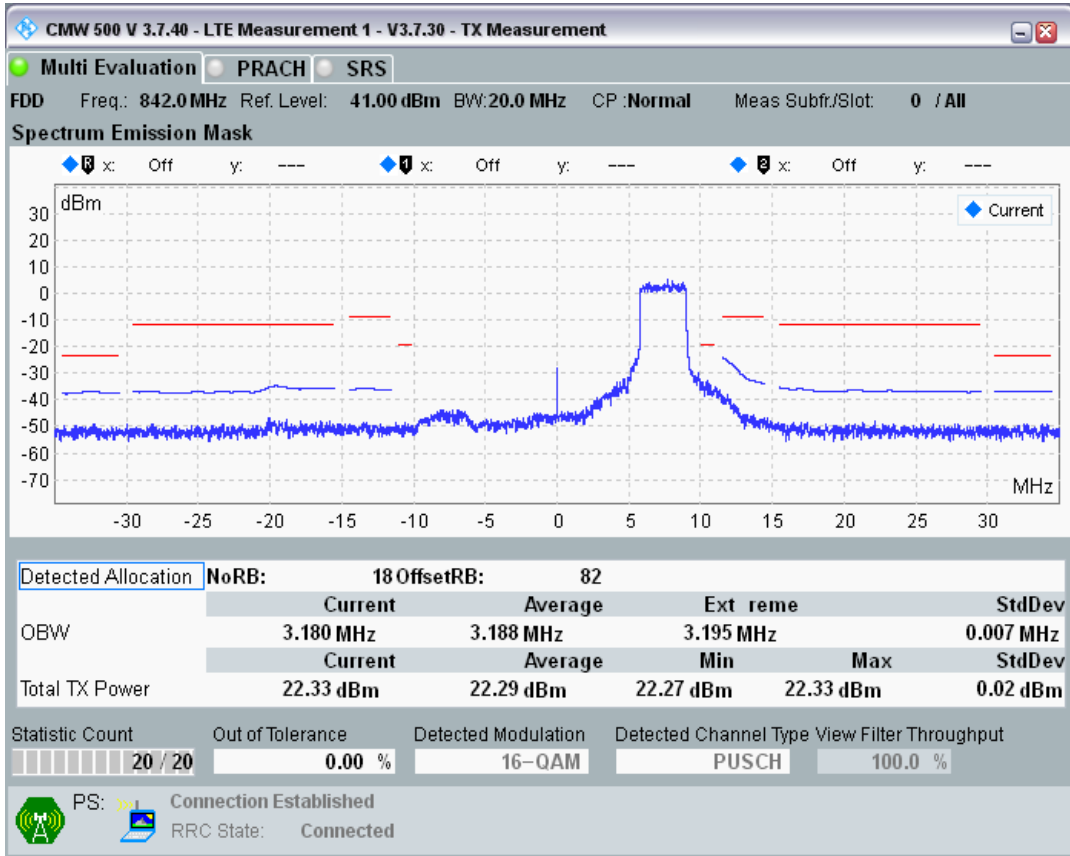 CMW 500 V 3.7.40 - LTE Measurement 1 - V3.7.30 - TX Measurement
Multi Evaluation PRACH SRS
FDD Freq.: 842.0 MHz Ref. Level: 41.00 dBm BW: 20.0 MHz CP : Normal Meas Subfr./Slot: 0 / All
Spectrum Emission Mask
R x: Off y: --- 1 x: Off y: --- 2 x: Off y: ---
dBm
Current
30
20
10
0
-10
-20
-30
-40
-50
-60
-70
MHz
-30 -25 -20 -15 -10 -5 0 5 10 15 20 25 30
Detected Allocation NoRB: 18 OffsetRB: 82
Current Average Ext reme StdDev
OBW 3.180 MHz 3.188 MHz 3.195 MHz 0.007 MHz
Current Average Min Max StdDev
Total TX Power 22.33 dBm 22.29 dBm 22.27 dBm 22.33 dBm 0.02 dBm
Statistic Count Out of Tolerance Detected Modulation Detected Channel Type View Filter Throughput
20 / 20 0.00 % 16-QAM PUSCH 100.0 %
PS: Connection Established
RRC State: Connected